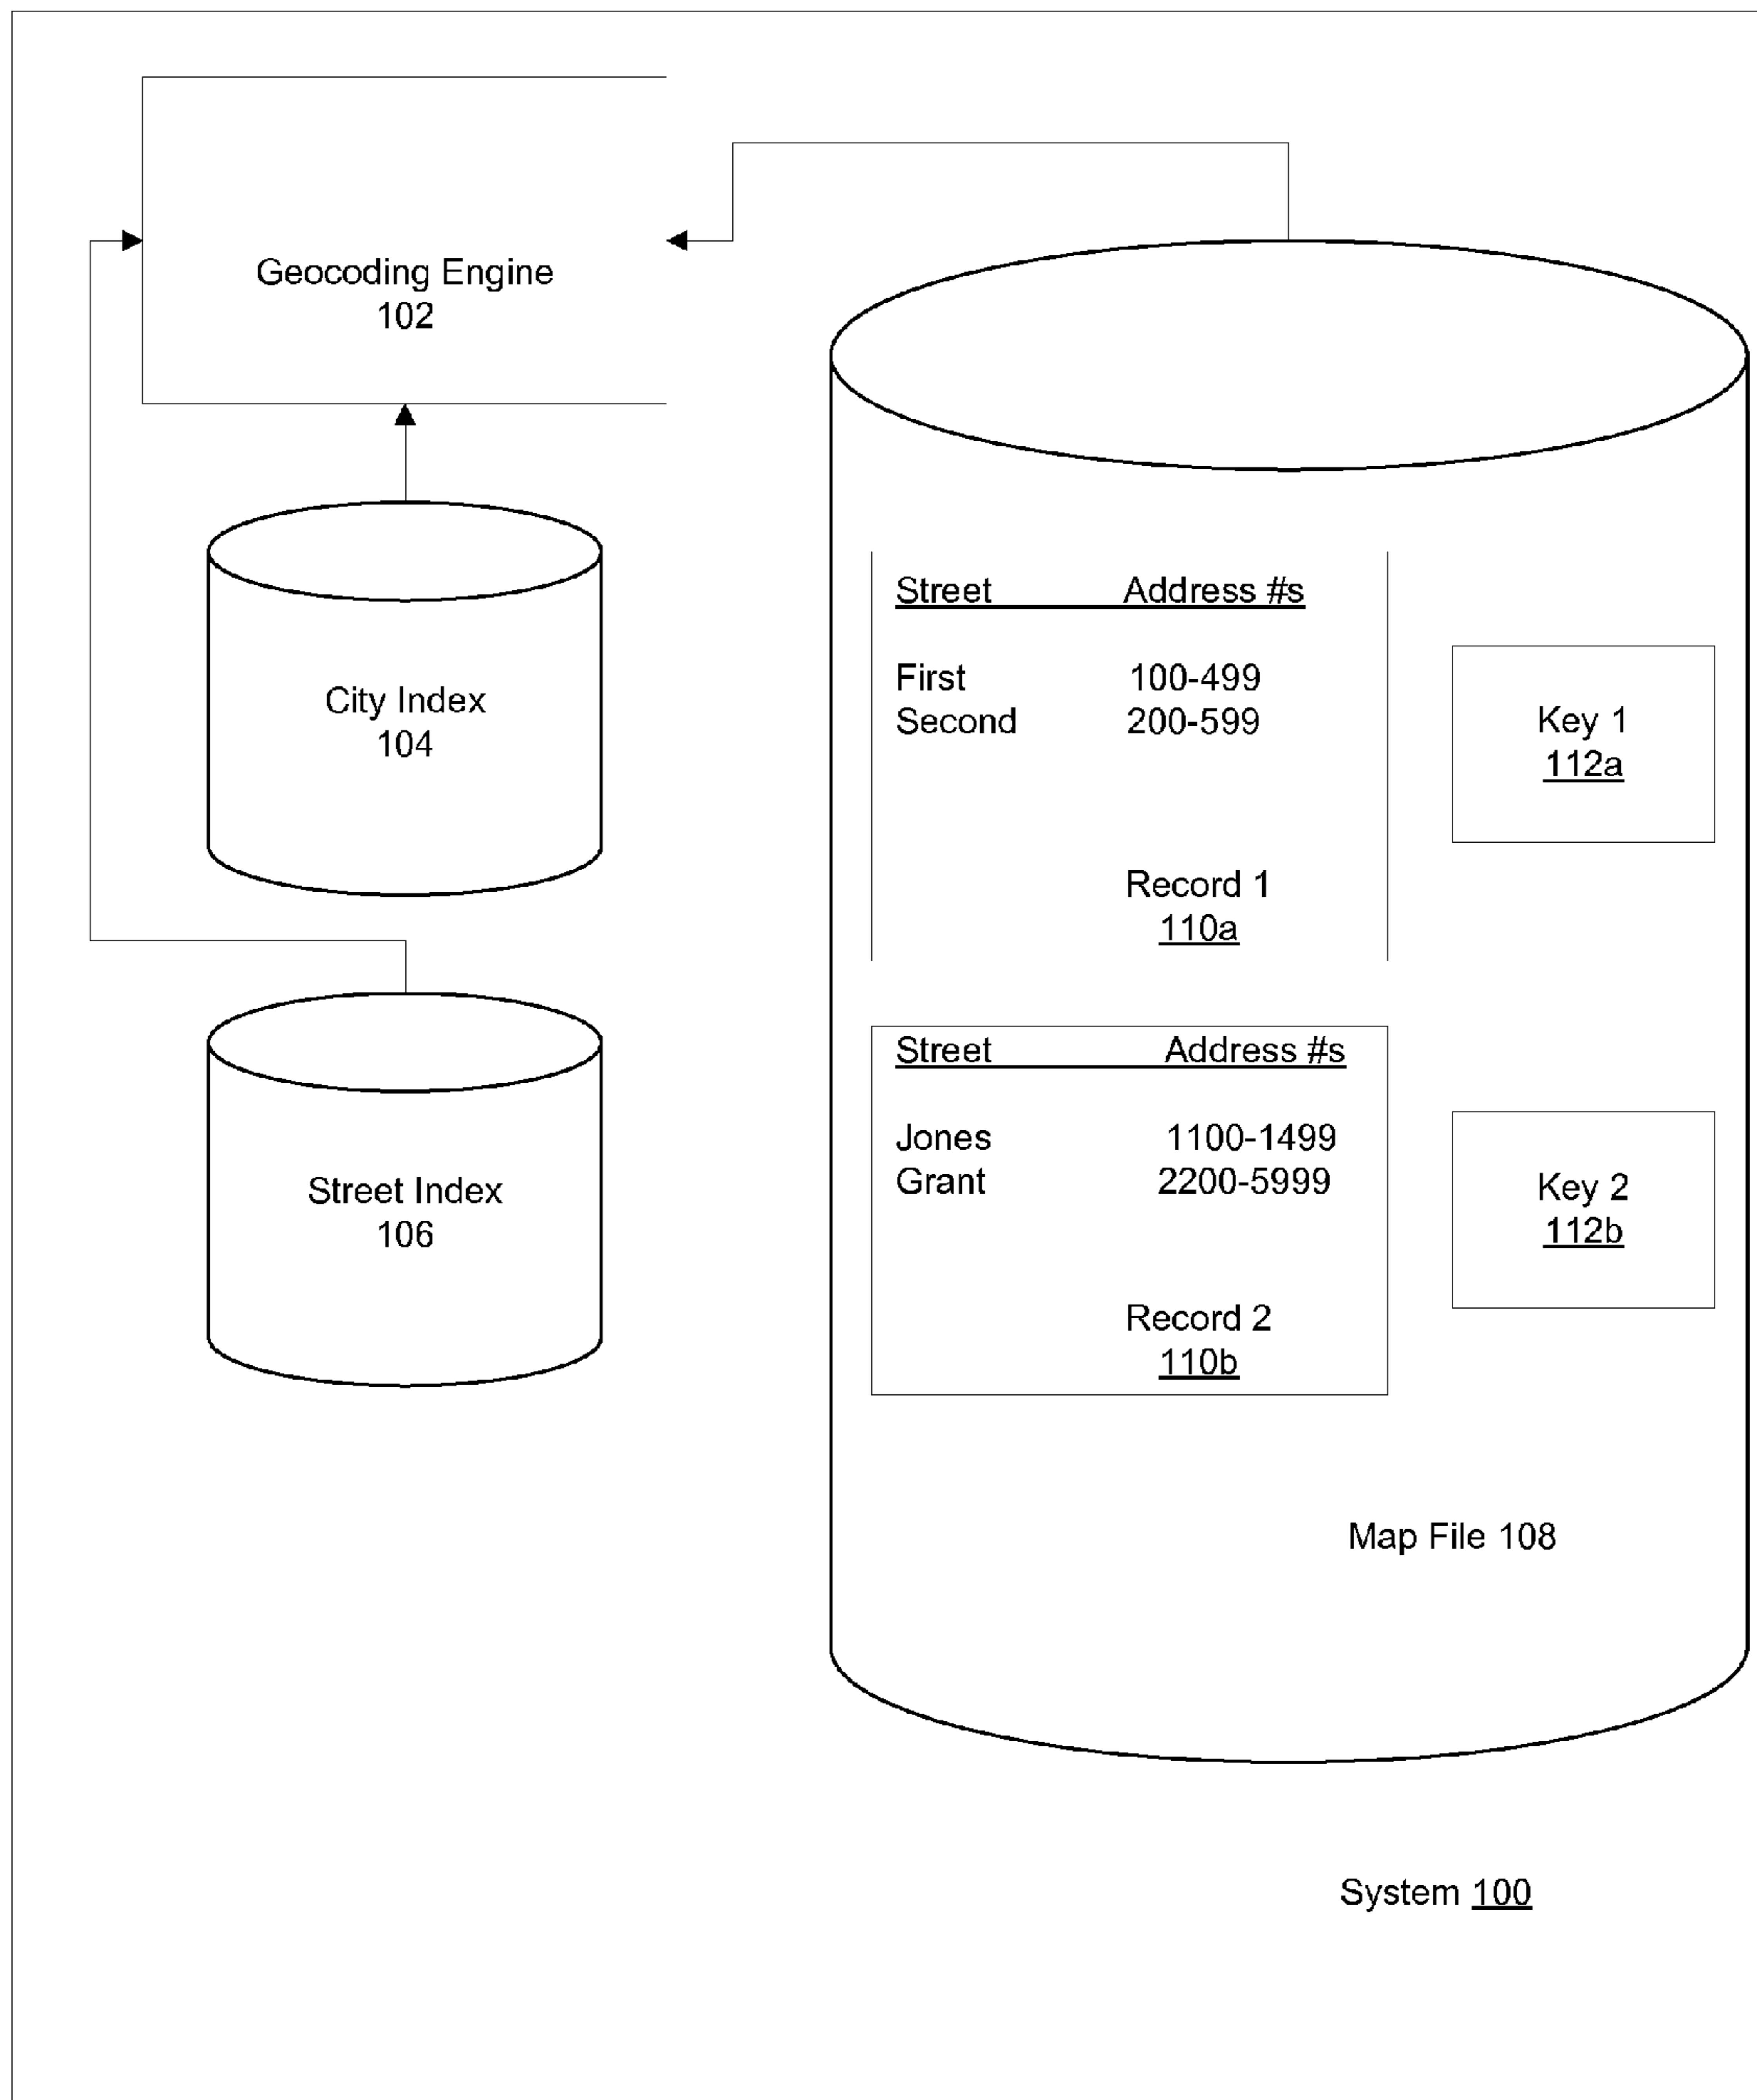 Geocoding Engine
102
City Index
104
Street Index
106
Street Address #s
First 100-499
Second 200-599
Record 1
110a
Key 1
112a
Street Address #s
Jones 1100-1499
Grant 2200-5999
Record 2
110b
Key 2
112b
Map File 108
System 100